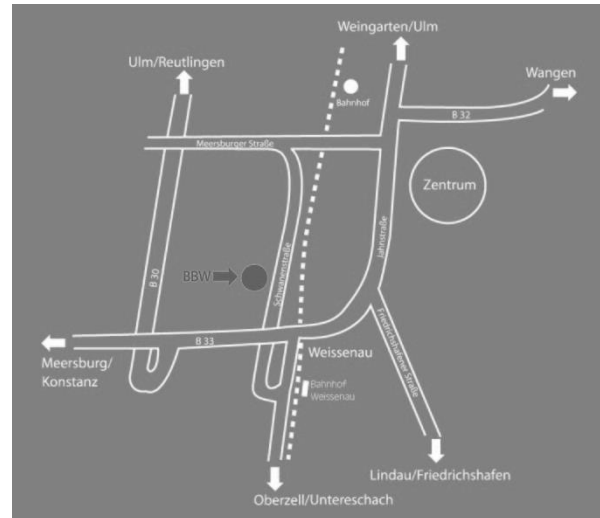 Weingarten/Ulm
Ulm/Reutlingen
Wangen
Bahnhof
B 32
Meersburger Straße
Zentrum
Jahnstraße
Schwanenstraße
BBW
B 30
Friedrichshafener Straße
B 33
Weissenau
Meersburg/
Konstanz
Bahnhof
Weissenau
Lindau/Friedrichshafen
Oberzell/Untereschach